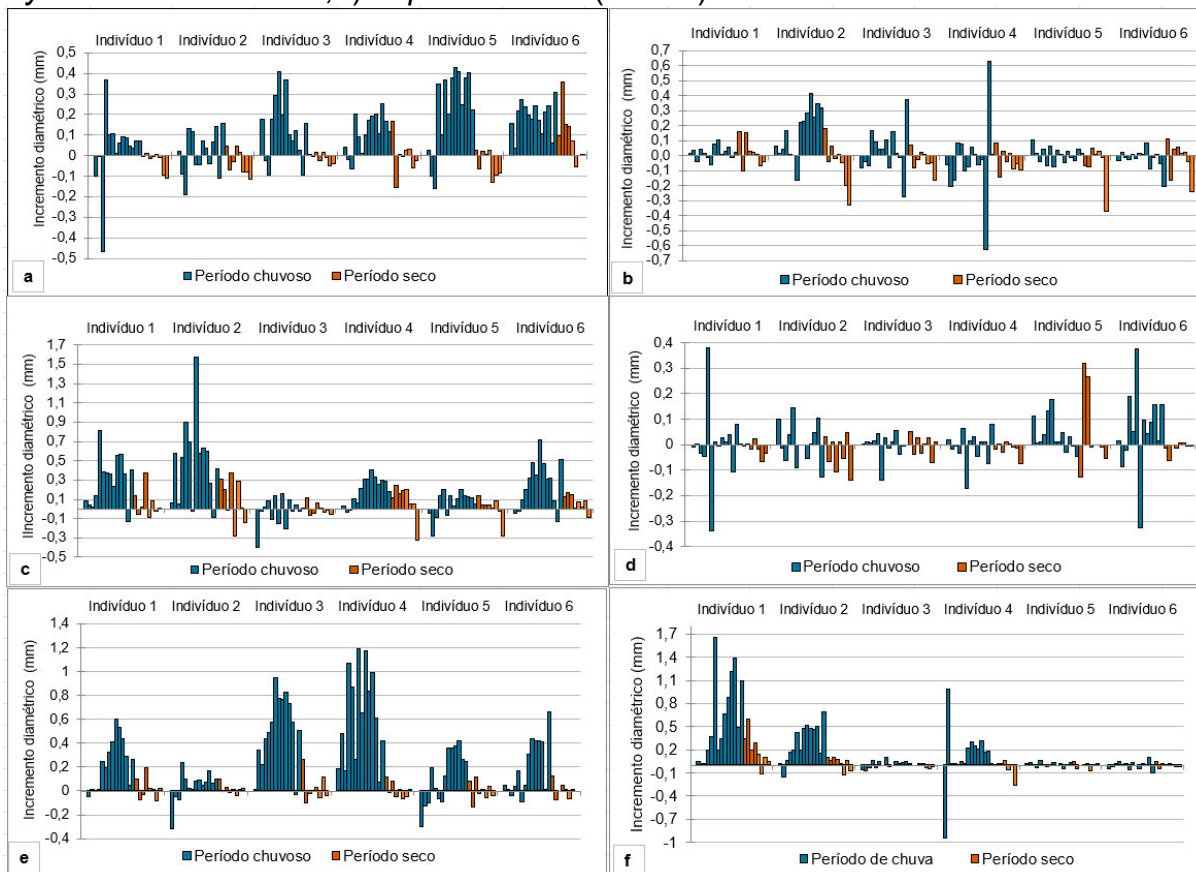 Indivíduo 1 Indivíduo 2 Indivíduo 3 Indivíduo 4 Indivíduo 5 Indivíduo 6
Incremento diamétrico (mm)
0,5
0,4
0,3
0,2
0,1
0
-0,1
-0,2
-0,3
-0,4
-0,5
Período chuvoso Período seco
a
Indivíduo 1 Indivíduo 2 Indivíduo 3 Indivíduo 4 Indivíduo 5 Indivíduo 6
Incremento diamétrico (mm)
0,7
0,6
0,5
0,4
0,3
0,2
0,1
0,0
-0,1
-0,2
-0,3
-0,4
-0,5
-0,6
-0,7
Período chuvoso Período seco
b
Indivíduo 1 Indivíduo 2 Indivíduo 3 Indivíduo 4 Indivíduo 5 Indivíduo 6
IIncremento diamétrico (mm)
1,7
1,5
1,3
1,1
0,9
0,7
0,5
0,3
0,1
-0,1
-0,3
-0,5
Período chuvoso Período seco
c
Indivíduo 1 Indivíduo 2 Indivíduo 3 Indivíduo 4 Indivíduo 5 Indivíduo 6
Incremento diamétrico (mm)
0,4
0,3
0,2
0,1
0
-0,1
-0,2
-0,3
-0,4
Período chuvoso Período seco
d
Indivíduo 1 Indivíduo 2 Indivíduo 3 Indivíduo 4 Indivíduo 5 Indivíduo 6
Incremento diamétrico (mm)
1,4
1,2
1
0,8
0,6
0,4
0,2
0
-0,2
-0,4
Período chuvoso Período seco
e
Indivíduo 1 Indivíduo 2 Indivíduo 3 Indivíduo 4 Indivíduo 5 Indivíduo 6
Incremento diamétrico (mm)
1,7
1,4
1,1
0,8
0,5
0,2
-0,1
-0,4
-0,7
-1
Período de chuva Período seco
f